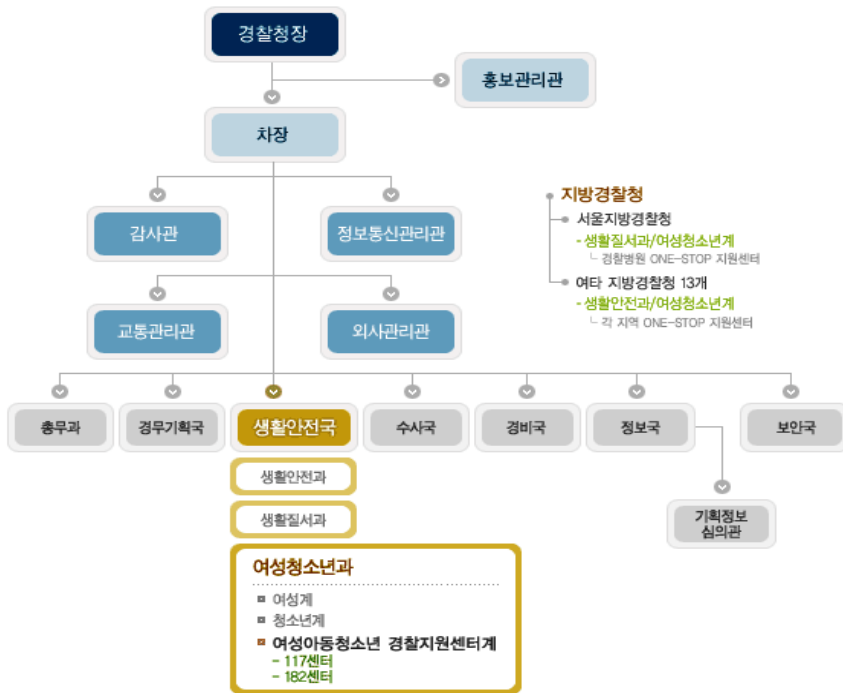 경찰청장
홍보관리관
차장
감사관
정보통신관리관
교통관리관
외사관리관
지방경찰청
서울지방경찰청
- 생활질서과/여성청소년계
└ 경찰병원 ONE-STOP 지원센터
여타 지방경찰청 13개
- 생활안전과/여성청소년계
└ 각 지역 ONE-STOP 지원센터
총무과
경무기획국
생활안전국
수사국
경비국
정보국
보안국
생활안전과
생활질서과
기획정보
심의관
여성청소년과
여성계
청소년계
여성아동청소년 경찰지원센터계
- 117센터
- 182센터